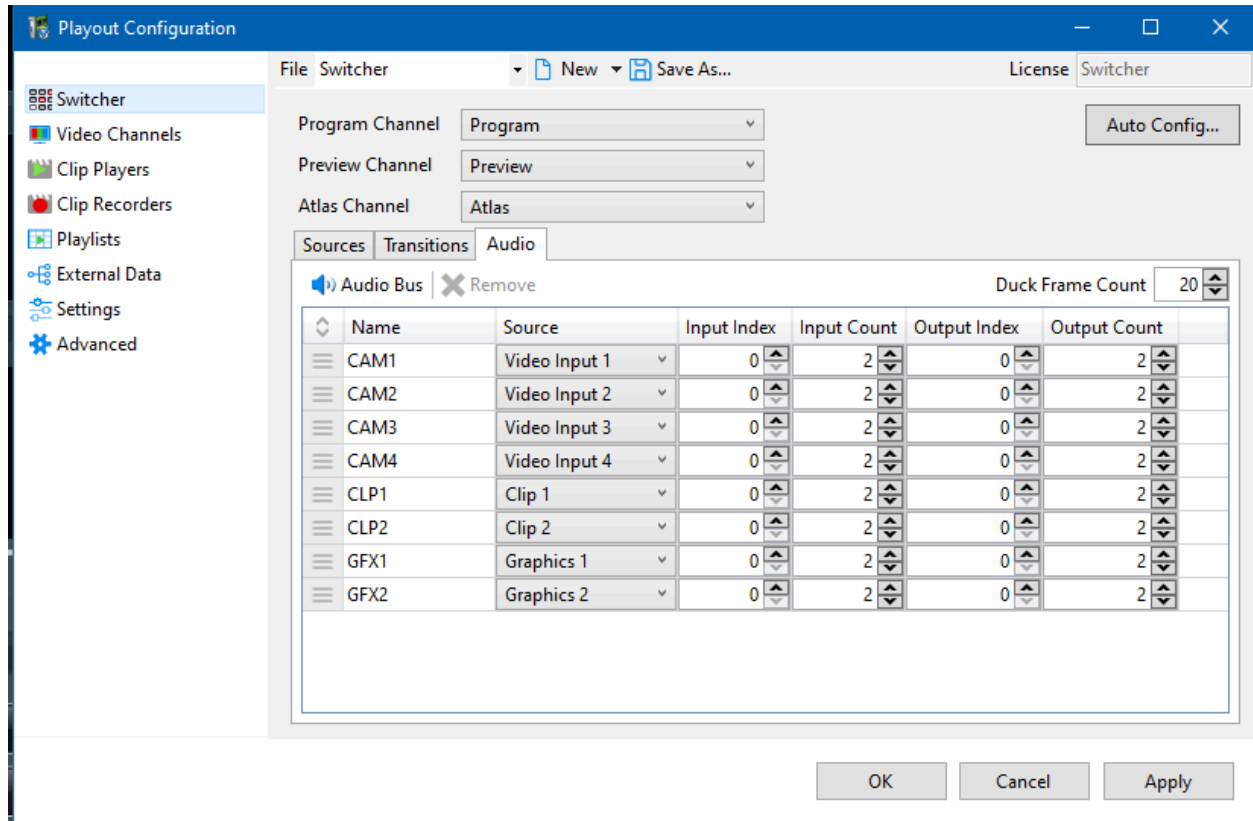 Playout Configuration
File Switcher New Save As... License Switcher
Switcher
Video Channels
Clip Players
Clip Recorders
Playlists
External Data
Settings
Advanced
Program Channel Program Auto Config...
Preview Channel Preview
Atlas Channel Atlas
Sources Transitions Audio
Audio Bus Remove Duck Frame Count 20
Name Source Input Index Input Count Output Index Output Count
CAM1 Video Input 1 0 2 0 2
CAM2 Video Input 2 0 2 0 2
CAM3 Video Input 3 0 2 0 2
CAM4 Video Input 4 0 2 0 2
CLP1 Clip 1 0 2 0 2
CLP2 Clip 2 0 2 0 2
GFX1 Graphics 1 0 2 0 2
GFX2 Graphics 2 0 2 0 2
OK Cancel Apply